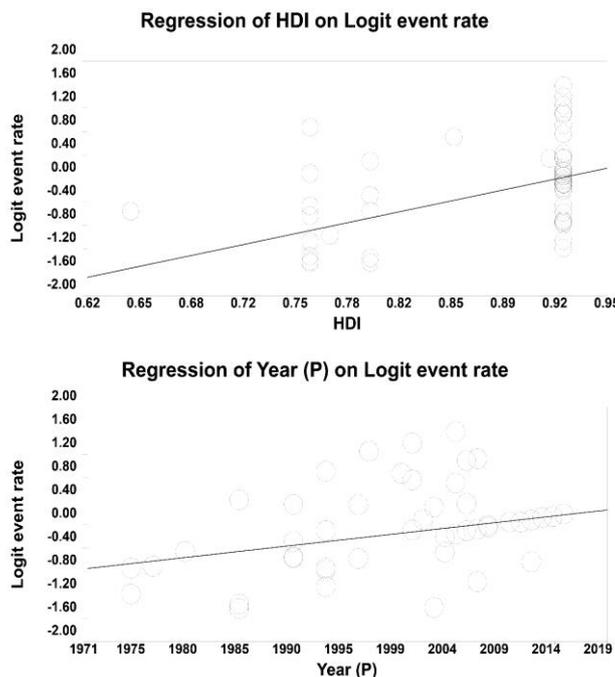 Regression of HDI on Logit event rate
2.00
1.60
1.20
0.80
0.40
0.00
-0.40
-0.80
-1.20
-1.60
-2.00
Logit event rate
0.62 0.65 0.68 0.72 0.75 0.78 0.82 0.85 0.89 0.92 0.95
HDI
Regression of Year (P) on Logit event rate
2.00
1.60
1.20
0.80
0.40
0.00
-0.40
-0.80
-1.20
-1.60
-2.00
Logit event rate
1971 1975 1980 1985 1990 1995 1999 2004 2009 2014 2019
Year (P)